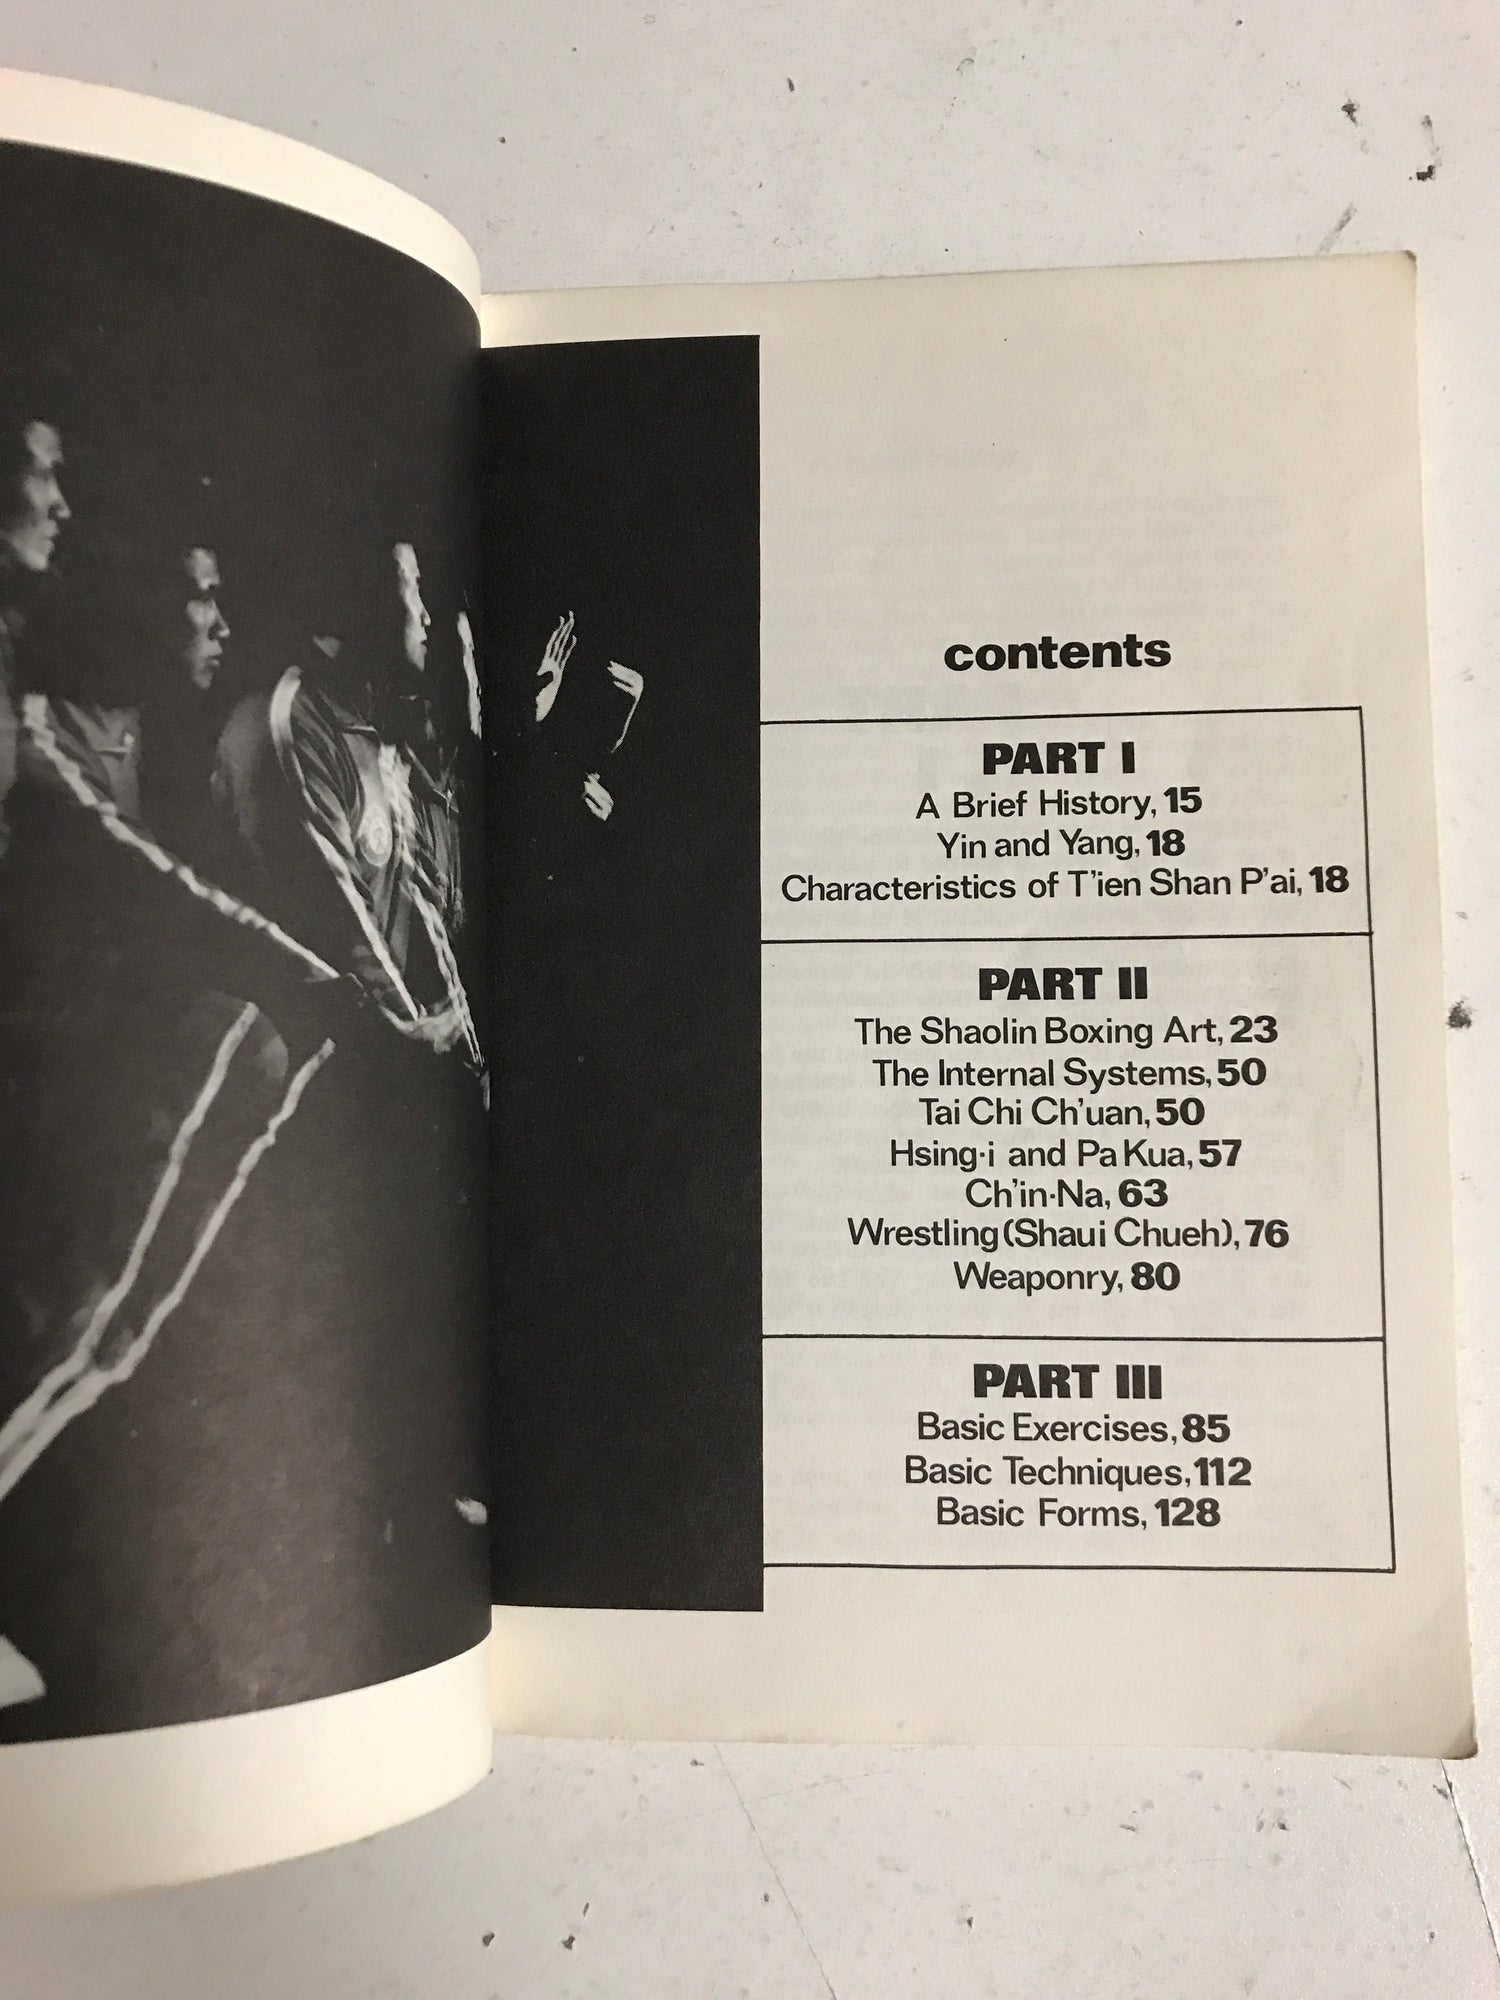 contents
PART I
A Brief History, 15
Yin and Yang, 18
Characteristics of T'ien Shan P'ai, 18
PART II
The Shaolin Boxing Art, 23
The Internal Systems, 50
Tai Chi Ch'uan, 50
Hsing-i and Pa Kua, 57
Ch'in-Na, 63
Wrestling (Shaui Chueh), 76
Weaponry, 80
PART III
Basic Exercises, 85
Basic Techniques, 112
Basic Forms, 128